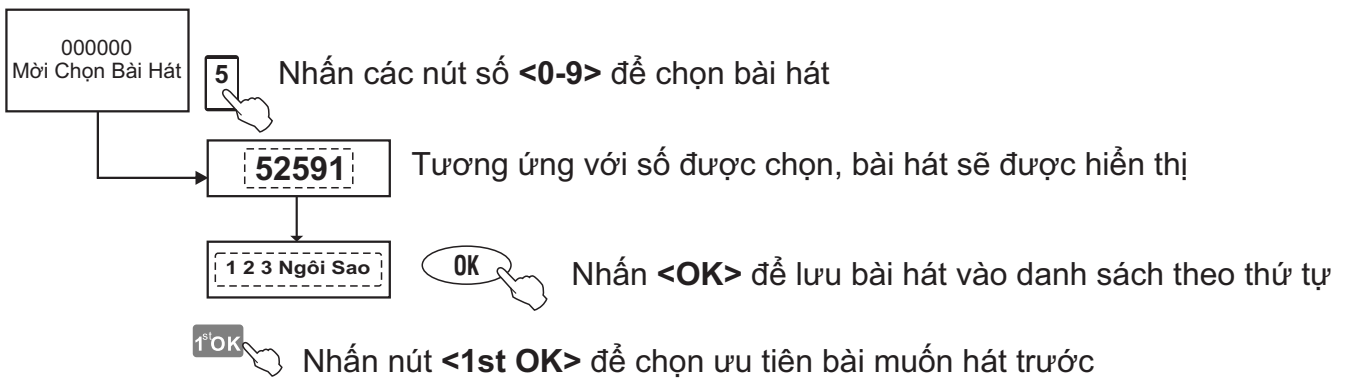 000000
Mời Chọn Bài Hát
5
Nhấn các nút số <0-9> để chọn bài hát
52591
Tương ứng với số được chọn, bài hát sẽ được hiển thị
1 2 3 Ngôi Sao
OK
Nhấn <OK> để lưu bài hát vào danh sách theo thứ tự
1st OK
Nhấn nút <1st OK> để chọn ưu tiên bài muốn hát trước